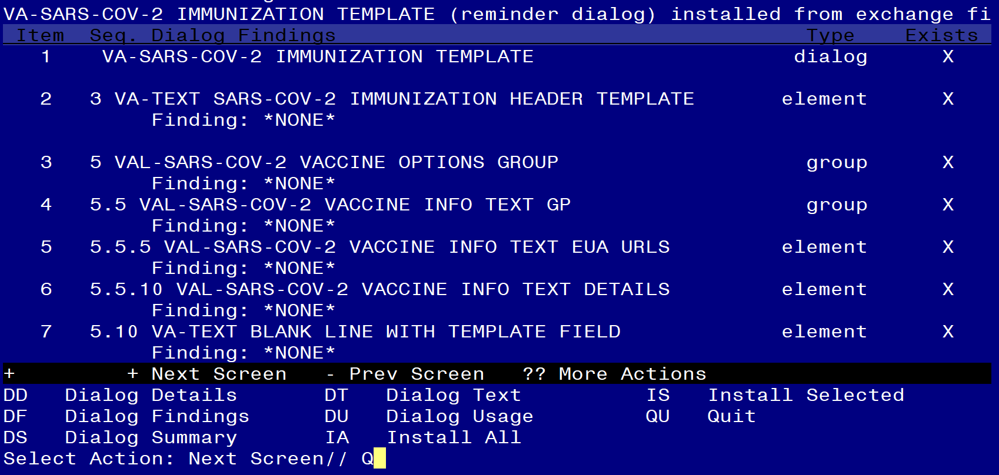 VA-SARS-COV-2 IMMUNIZATION TEMPLATE (reminder dialog) installed from exchange fi
Item Seq. Dialog Findings Type Exists
1 VA-SARS-COV-2 IMMUNIZATION TEMPLATE dialog X
2 3 VA-TEXT SARS-COV-2 IMMUNIZATION HEADER TEMPLATE element X
Finding: *NONE*
3 5 VAL-SARS-COV-2 VACCINE OPTIONS GROUP group X
Finding: *NONE*
4 5.5 VAL-SARS-COV-2 VACCINE INFO TEXT GP group X
Finding: *NONE*
5 5.5.5 VAL-SARS-COV-2 VACCINE INFO TEXT EUA URLS element X
Finding: *NONE*
6 5.5.10 VAL-SARS-COV-2 VACCINE INFO TEXT DETAILS element X
Finding: *NONE*
7 5.10 VA-TEXT BLANK LINE WITH TEMPLATE FIELD element X
Finding: *NONE*
+ + Next Screen - Prev Screen ?? More Actions
DD Dialog Details DT Dialog Text IS Install Selected
DF Dialog Findings DU Dialog Usage QU Quit
DS Dialog Summary IA Install All
Select Action: Next Screen// Q